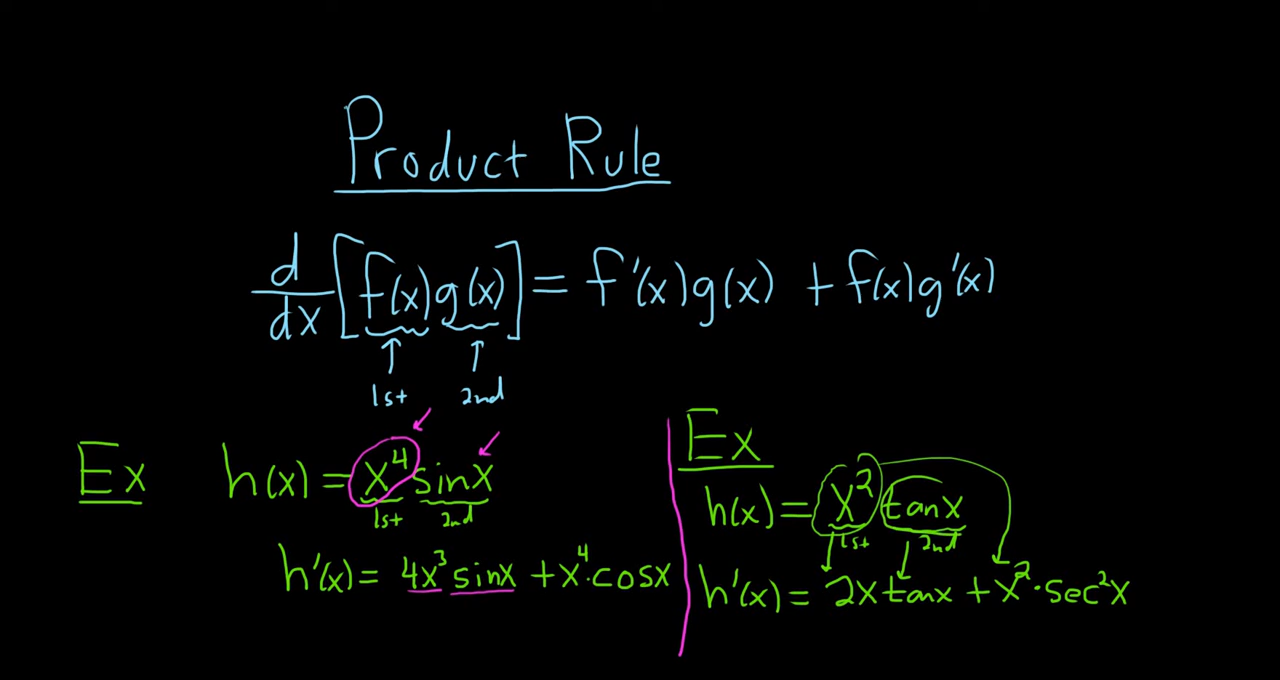 Product Rule
d/dx [f(x)g(x)] = f'(x)g(x) + f(x)g'(x)
1st 2nd
Ex h(x) = x⁴ sinx
1st 2nd
h'(x) = 4x³ sinx + x⁴·cosx
Ex
h(x) = x² tanx
1st 2nd
h'(x) = 2x tanx + x²·sec²x